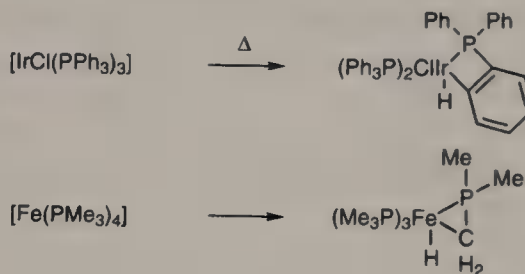 Ph Ph
P
[IrCl(PPh₃)₃] Δ (Ph₃P)₂ClIr
H
Me
Me
P
[Fe(PMe₃)₄] (Me₃P)₃Fe
H C
H₂